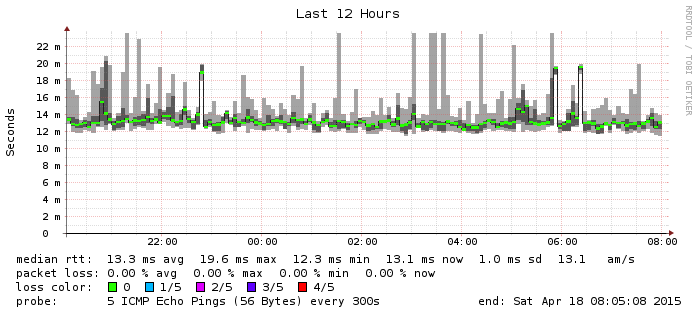 Last 12 Hours
RRDTOOL / TOBI OETIKER
Seconds
22 m
20 m
18 m
16 m
14 m
12 m
10 m
8 m
6 m
4 m
2 m
0
22:00 00:00 02:00 04:00 06:00 08:00
median rtt: 13.3 ms avg 19.6 ms max 12.3 ms min 13.1 ms now 1.0 ms sd 13.1 am/s
packet loss: 0.00 % avg 0.00 % max 0.00 % min 0.00 % now
loss color: 0 1/5 2/5 3/5 4/5
probe: 5 ICMP Echo Pings (56 Bytes) every 300s end: Sat Apr 18 08:05:08 2015